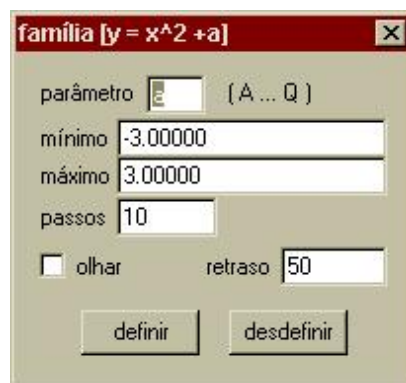 família [y = x^2 +a]
parâmetro a ( A ... Q )
mínimo -3.00000
máximo 3.00000
passos 10
olhar retraso 50
definir desdefinir